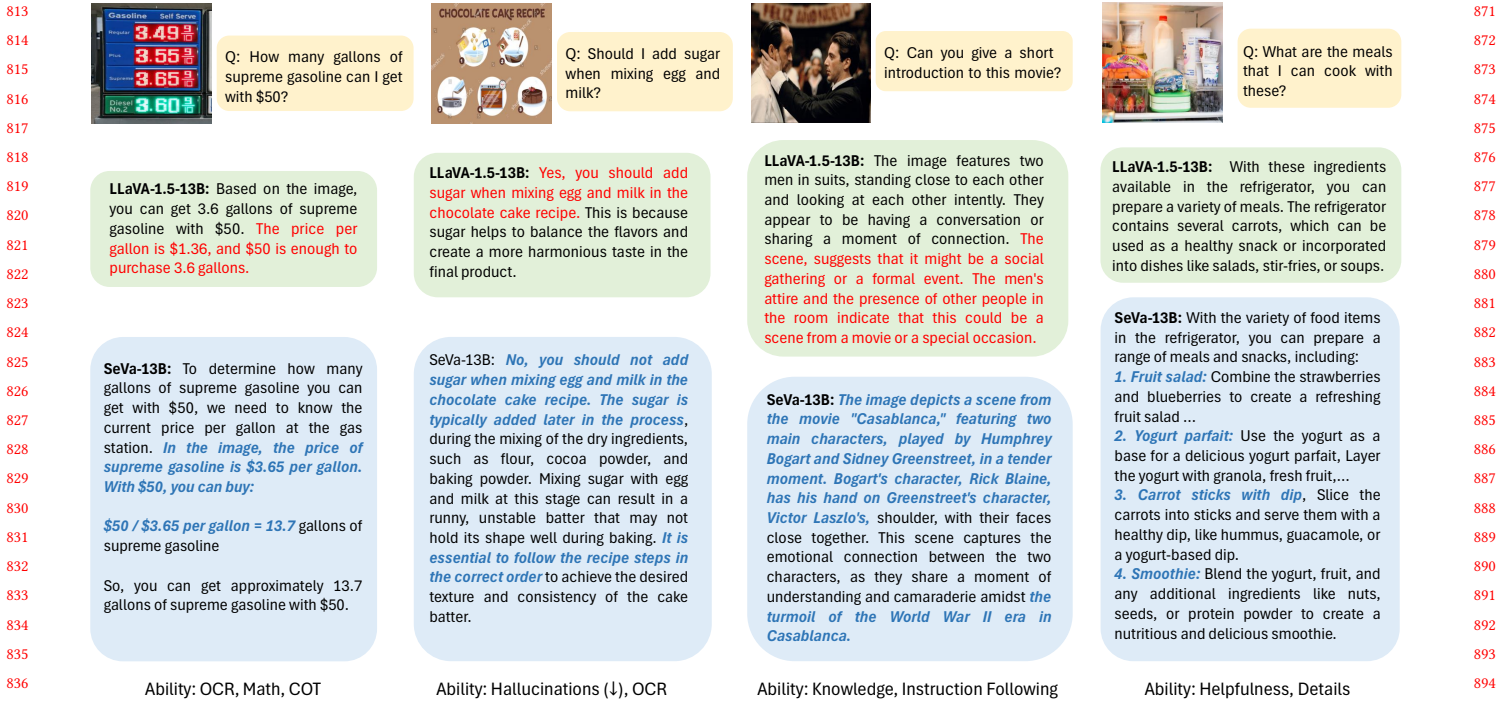 813
814
815
816
817
818
819
820
821
822
823
824
825
826
827
828
829
830
831
832
833
834
835
836
Gasoline Self Serve
Regular 3.49
Plus 3.55
Supreme 3.65
Diesel No.2 3.60
Q: How many gallons of
supreme gasoline can I get
with $50?
LLaVA-1.5-13B: Based on the image,
you can get 3.6 gallons of supreme
gasoline with $50. The price per
gallon is $1.36, and $50 is enough to
purchase 3.6 gallons.
SeVa-13B: To determine how many
gallons of supreme gasoline you can
get with $50, we need to know the
current price per gallon at the gas
station. In the image, the price of
supreme gasoline is $3.65 per gallon.
With $50, you can buy:
$50 / $3.65 per gallon = 13.7 gallons of
supreme gasoline
So, you can get approximately 13.7
gallons of supreme gasoline with $50.
Ability: OCR, Math, COT
CHOCOLATE CAKE RECIPE
Q: Should I add sugar
when mixing egg and
milk?
LLaVA-1.5-13B: Yes, you should add
sugar when mixing egg and milk in the
chocolate cake recipe. This is because
sugar helps to balance the flavors and
create a more harmonious taste in the
final product.
SeVa-13B: No, you should not add
sugar when mixing egg and milk in the
chocolate cake recipe. The sugar is
typically added later in the process,
during the mixing of the dry ingredients,
such as flour, cocoa powder, and
baking powder. Mixing sugar with egg
and milk at this stage can result in a
runny, unstable batter that may not
hold its shape well during baking. It is
essential to follow the recipe steps in
the correct order to achieve the desired
texture and consistency of the cake
batter.
Ability: Hallucinations (↓), OCR
Q: Can you give a short
introduction to this movie?
LLaVA-1.5-13B: The image features two
men in suits, standing close to each other
and looking at each other intently. They
appear to be having a conversation or
sharing a moment of connection. The
scene, suggests that it might be a social
gathering or a formal event. The men's
attire and the presence of other people in
the room indicate that this could be a
scene from a movie or a special occasion.
SeVa-13B: The image depicts a scene from
the movie "Casablanca," featuring two
main characters, played by Humphrey
Bogart and Sidney Greenstreet, in a tender
moment. Bogart's character, Rick Blaine,
has his hand on Greenstreet's character,
Victor Laszlo's, shoulder, with their faces
close together. This scene captures the
emotional connection between the two
characters, as they share a moment of
understanding and camaraderie amidst the
turmoil of the World War II era in
Casablanca.
Ability: Knowledge, Instruction Following
Q: What are the meals
that I can cook with
these?
LLaVA-1.5-13B: With these ingredients
available in the refrigerator, you can
prepare a variety of meals. The refrigerator
contains several carrots, which can be
used as a healthy snack or incorporated
into dishes like salads, stir-fries, or soups.
SeVa-13B: With the variety of food items
in the refrigerator, you can prepare a
range of meals and snacks, including:
1. Fruit salad: Combine the strawberries
and blueberries to create a refreshing
fruit salad ...
2. Yogurt parfait: Use the yogurt as a
base for a delicious yogurt parfait, Layer
the yogurt with granola, fresh fruit,...
3. Carrot sticks with dip, Slice the
carrots into sticks and serve them with a
healthy dip, like hummus, guacamole, or
a yogurt-based dip.
4. Smoothie: Blend the yogurt, fruit, and
any additional ingredients like nuts,
seeds, or protein powder to create a
nutritious and delicious smoothie.
Ability: Helpfulness, Details
871
872
873
874
875
876
877
878
879
880
881
882
883
884
885
886
887
888
889
890
891
892
893
894